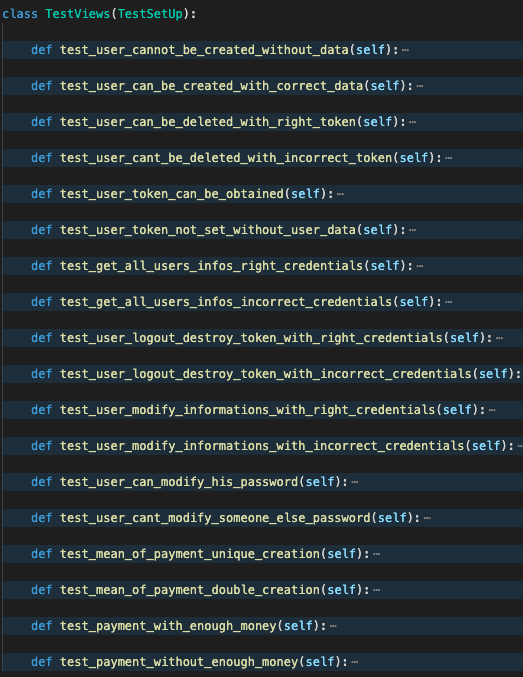 class TestViews(TestSetUp):
def test_user_cannot_be_created_without_data(self):⋯
def test_user_can_be_created_with_correct_data(self):⋯
def test_user_can_be_deleted_with_right_token(self):⋯
def test_user_cant_be_deleted_with_incorrect_token(self):⋯
def test_user_token_can_be_obtained(self):⋯
def test_user_token_not_set_without_user_data(self):⋯
def test_get_all_users_infos_right_credentials(self):⋯
def test_get_all_users_infos_incorrect_credentials(self):⋯
def test_user_logout_destroy_token_with_right_credentials(self):⋯
def test_user_logout_destroy_token_with_incorrect_credentials(self):
def test_user_modify_informations_with_right_credentials(self):⋯
def test_user_modify_informations_with_incorrect_credentials(self):⋯
def test_user_can_modify_his_password(self):⋯
def test_user_cant_modify_someone_else_password(self):⋯
def test_mean_of_payment_unique_creation(self):⋯
def test_mean_of_payment_double_creation(self):⋯
def test_payment_with_enough_money(self):⋯
def test_payment_without_enough_money(self):⋯